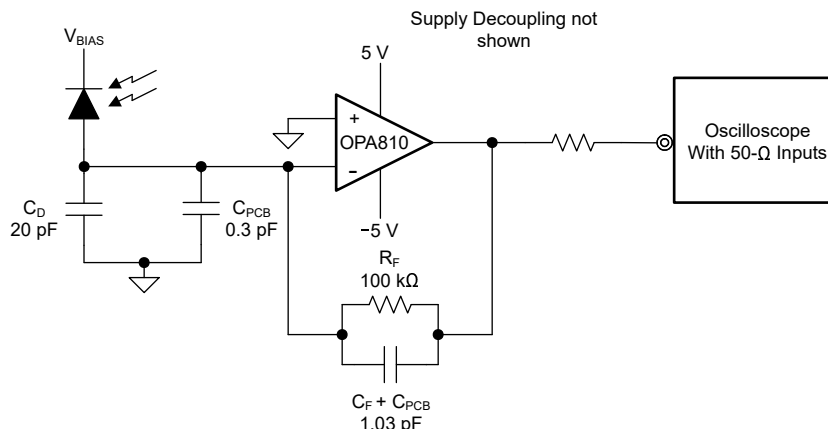 Supply Decoupling not
shown
V_BIAS
5 V
+
OPA810
-
−5 V
Oscilloscope
With 50-Ω Inputs
C_D
20 pF
C_PCB
0.3 pF
R_F
100 kΩ
C_F + C_PCB
1.03 pF